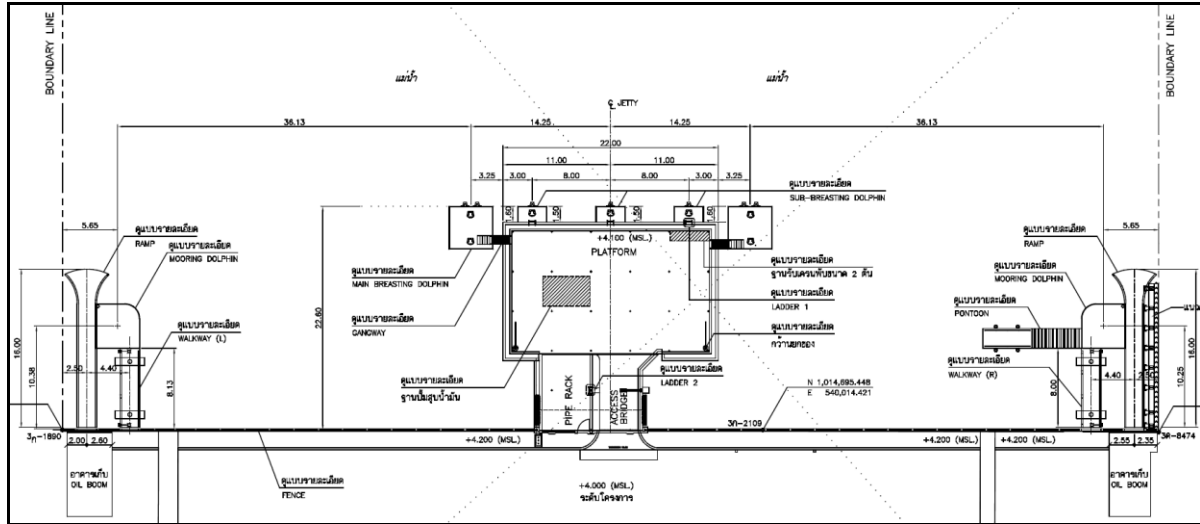 BOUNDARY LINE
BOUNDARY LINE
แม่น้ำ
แม่น้ำ
℄ JETTY
36.13
14.25
14.25
36.13
22.00
11.00
11.00
3.25
3.00
8.00
8.00
3.00
3.25
ดูแบบรายละเอียด
SUB-BREASTING DOLPHIN
1.60
1.50
1.50
1.60
5.65
5.65
ดูแบบรายละเอียด
RAMP
ดูแบบรายละเอียด
MOORING DOLPHIN
+4.100 (MSL.)
PLATFORM
ดูแบบรายละเอียด
RAMP
ดูแบบรายละเอียด
MAIN BREASTING DOLPHIN
ดูแบบรายละเอียด
ฐานรับเครนพับขนาด 2 ตัน
ดูแบบรายละเอียด
MOORING DOLPHIN
ดูแบบรายละเอียด
LADDER 1
ดูแบบรายละเอียด
PONTOON
16.00
10.38
22.60
ดูแบบรายละเอียด
GANGWAY
ดูแบบรายละเอียด
WALKWAY (L)
ดูแบบรายละเอียด
กว้านยกของ
16.00
10.25
2.50
4.40
8.13
ดูแบบรายละเอียด
LADDER 2
ดูแบบรายละเอียด
WALKWAY (R)
8.00
4.40
ดูแบบรายละเอียด
ฐานปั๊มสูบน้ำมัน
PIPE RACK
ACCESS BRIDGE
N 1,014,695.448
E 540,014.421
3ก-1890
3ก-2109
3ค-8474
2.00
2.60
+4.200 (MSL.)
+4.200 (MSL.)
+4.200 (MSL.)
2.55
2.35
อาคารเก็บ
OIL BOOM
ดูแบบรายละเอียด
FENCE
+4.000 (MSL.)
ระดับโครงการ
อาคารเก็บ
OIL BOOM